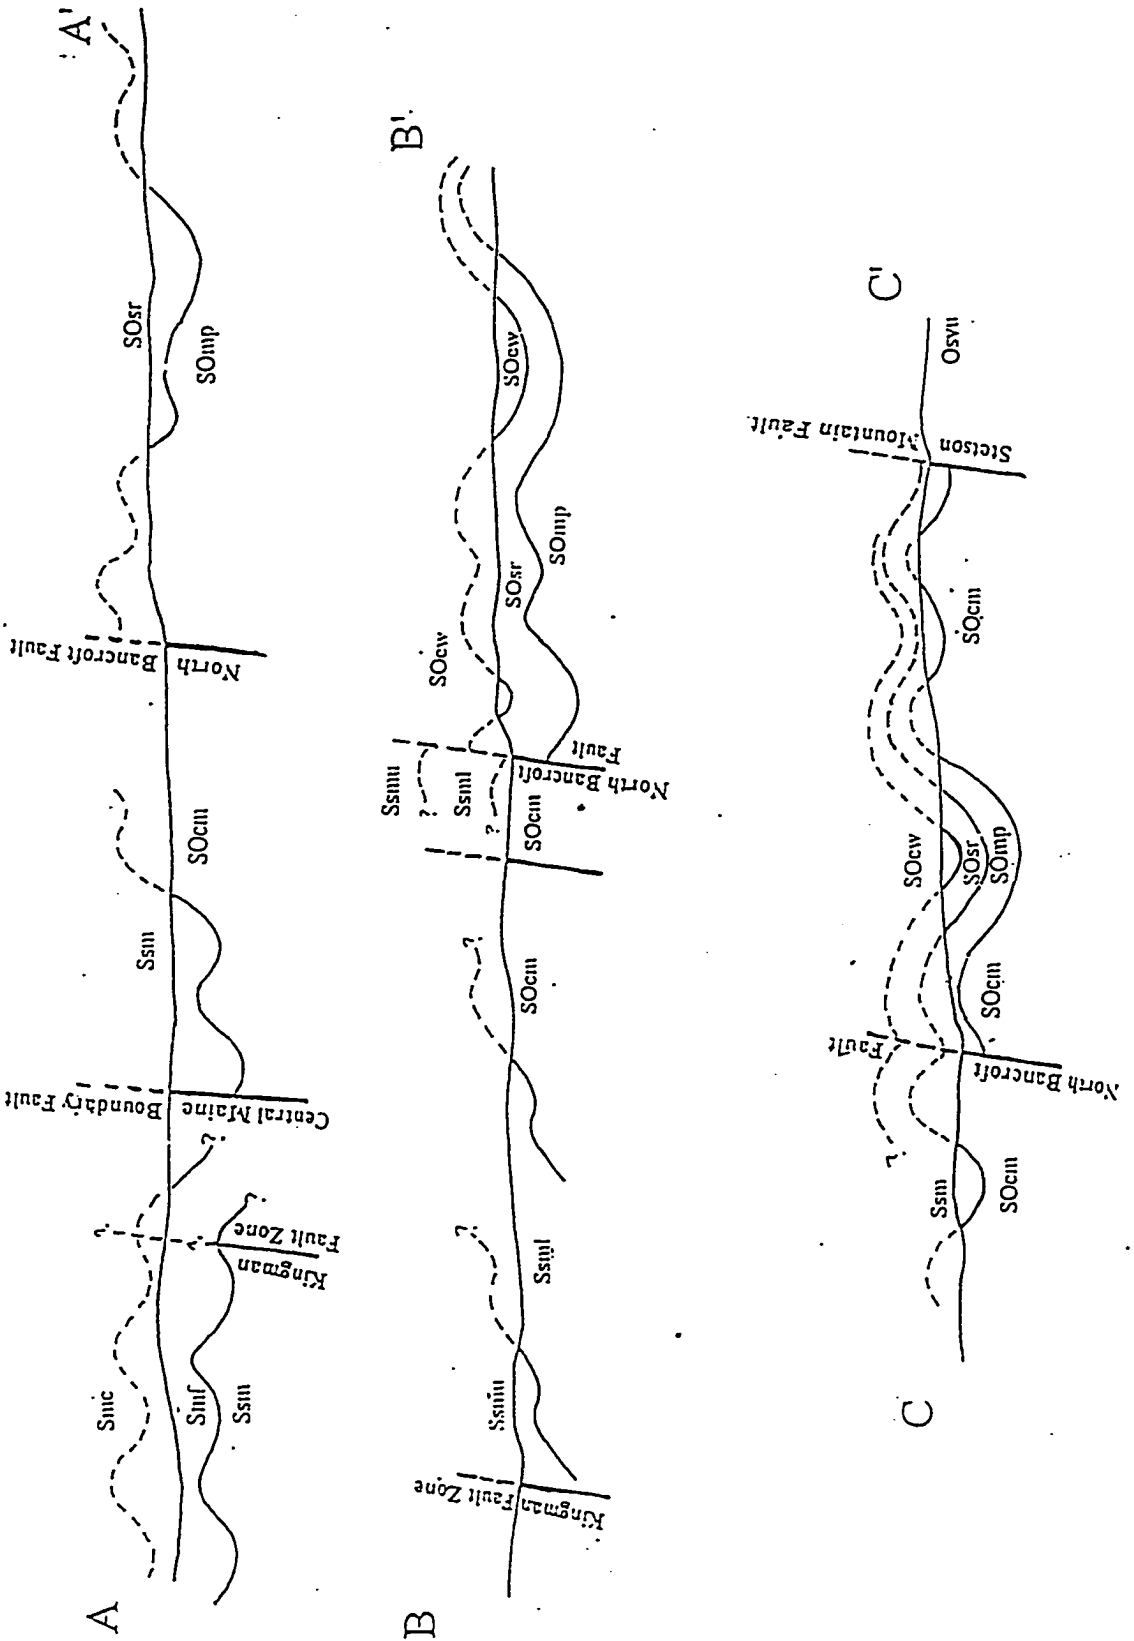 A
A'
Smc
Smf
Ssm
Kingman
Fault Zone
?
?
?
?
Central Maine
Boundary Fault
Ssm
SOcm
North
Bancroft Fault
SOsr
SOmp
B
B'
Kingman Fault Zone
Ssmu
?
Ssml
?
SOcm
SOcm
Ssmu
?
Ssml
?
North Bancroft
Fault
SOcw
SOsr
SOmp
SOcw
C
C'
Ssm
SOcm
?
North Bancroft
Fault
SOcm
SOcw
SOsr
SOmp
SOcm
Stetson
Mountain Fault
Osvu